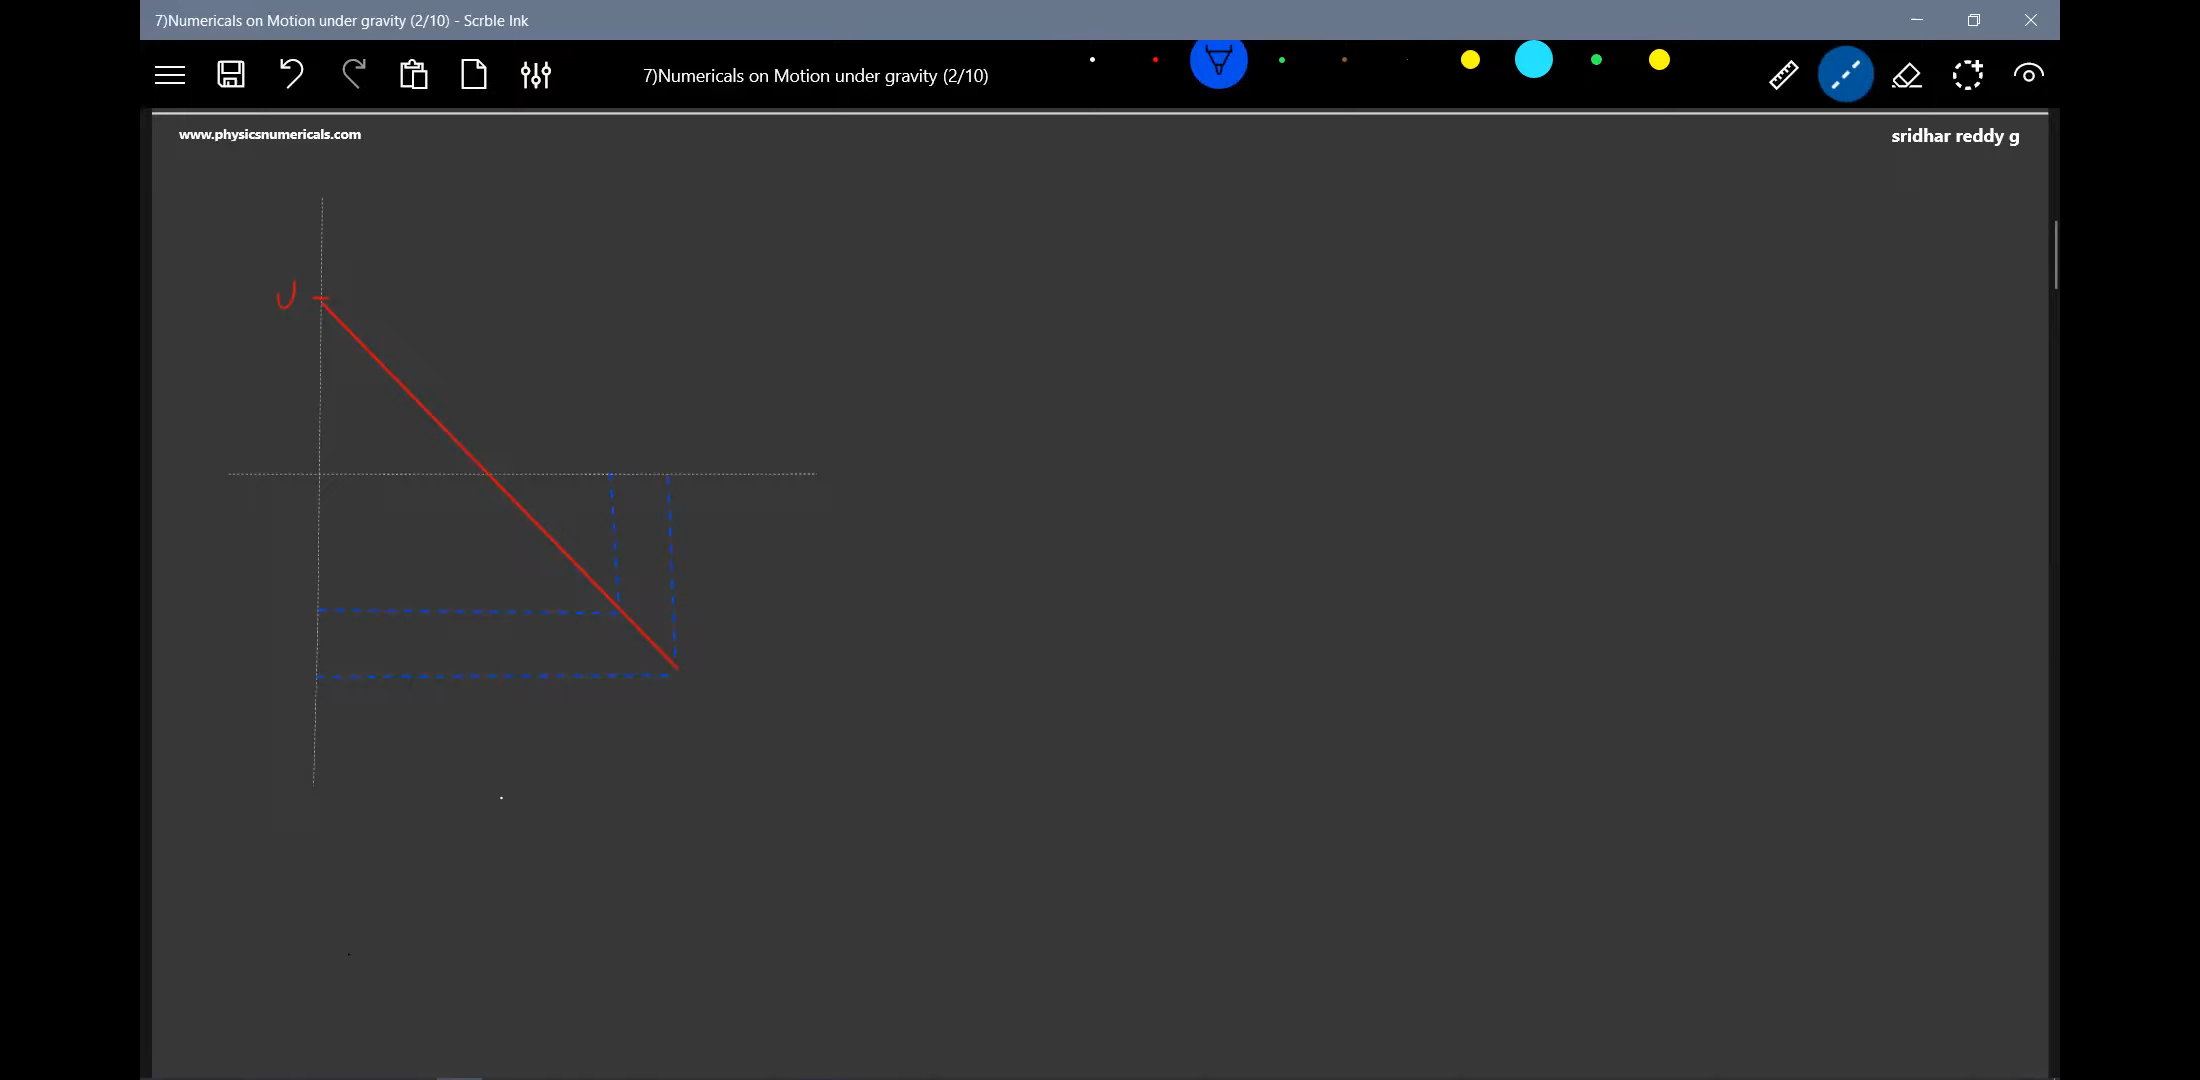 7)Numericals on Motion under gravity (2/10) - Scrble Ink
7)Numericals on Motion under gravity (2/10)
www.physicsnumericals.com
sridhar reddy g
U